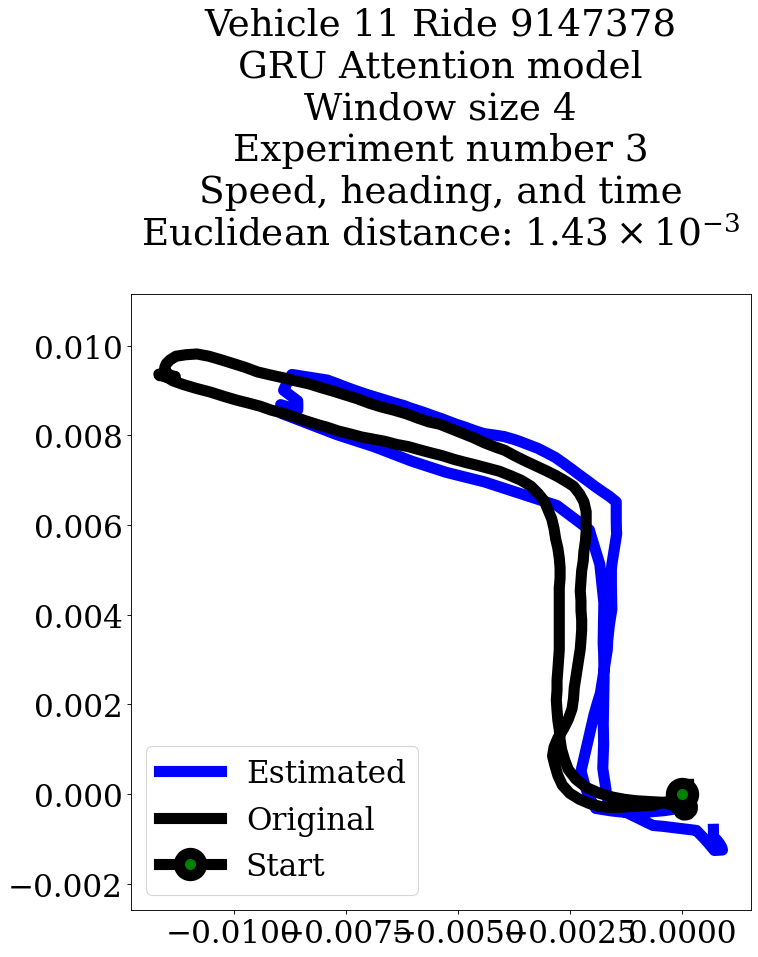 Vehicle 11 Ride 9147378
GRU Attention model
Window size 4
Experiment number 3
Speed, heading, and time
Euclidean distance: 1.43 × 10⁻³
0.010
0.008
0.006
0.004
0.002
0.000
−0.002
Estimated
Original
Start
−0.0100 −0.0075 −0.0050 −0.0025 0.0000